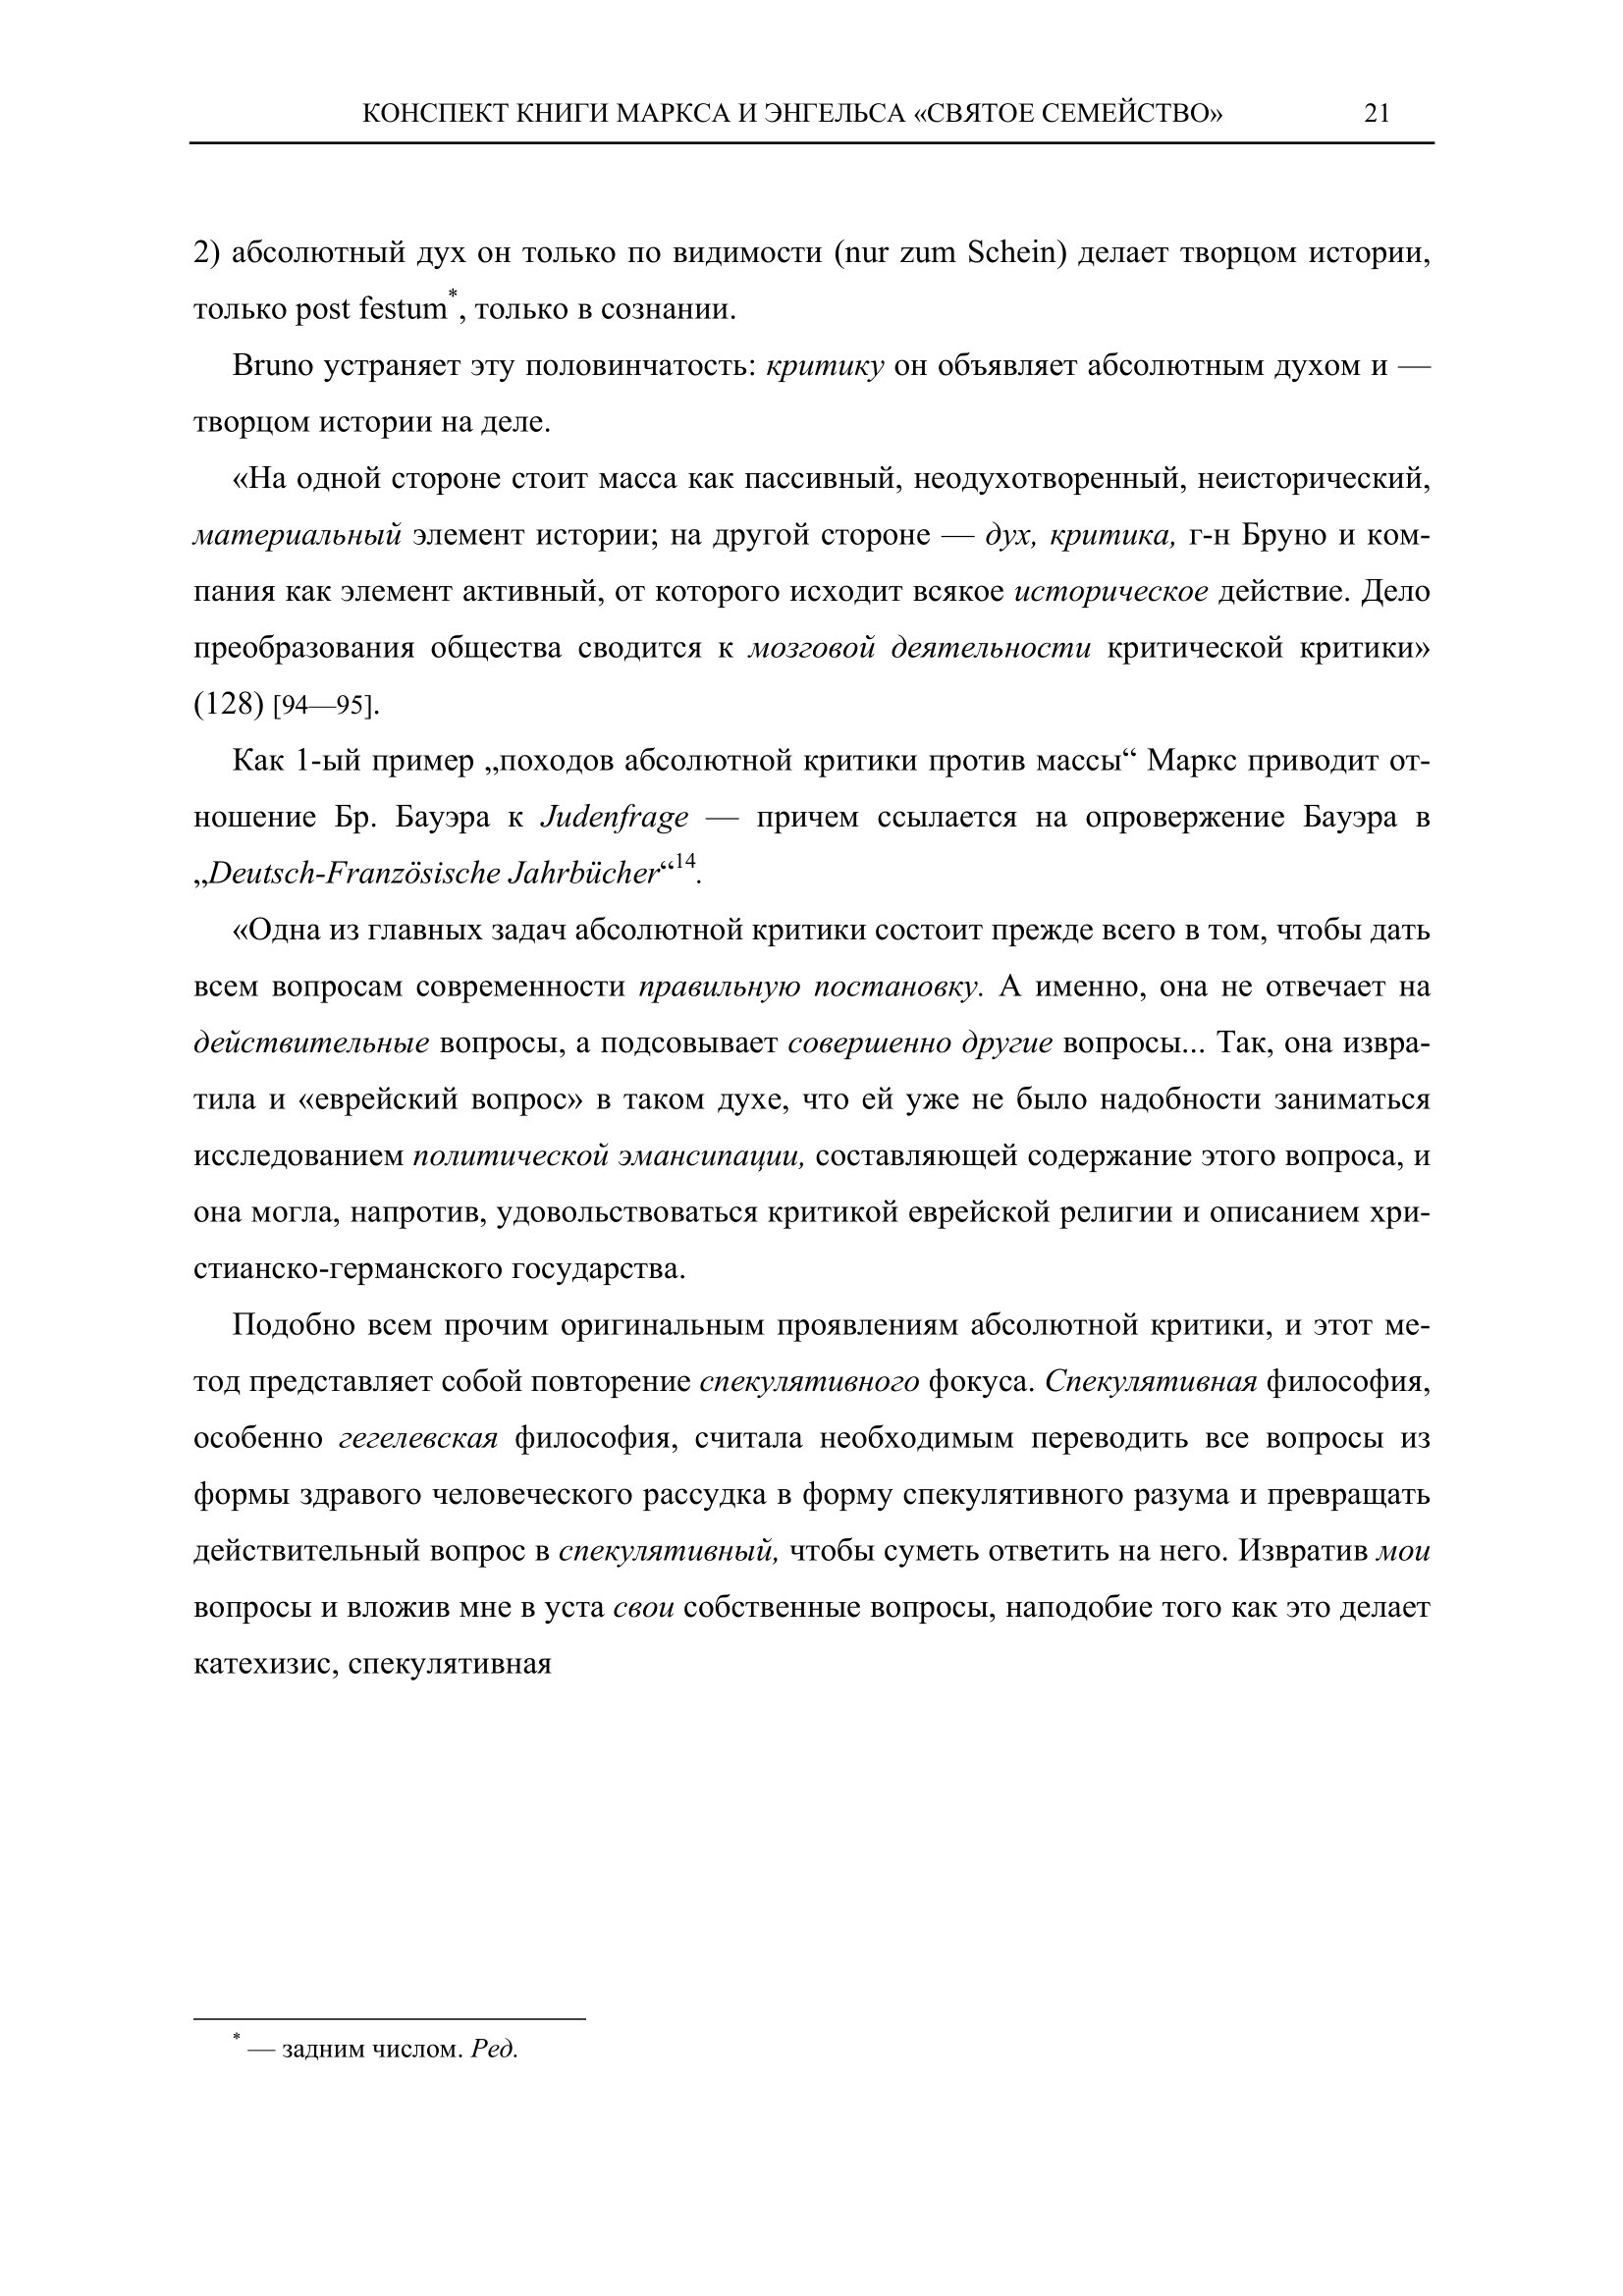 КОНСПЕКТ КНИГИ МАРКСА И ЭНГЕЛЬСА «СВЯТОЕ СЕМЕЙСТВО» 21
2) абсолютный дух он только по видимости (nur zum Schein) делает творцом истории,
только post festum*, только в сознании.
Bruno устраняет эту половинчатость: критику он объявляет абсолютным духом и —
творцом истории на деле.
«На одной стороне стоит масса как пассивный, неодухотворенный, неисторический,
материальный элемент истории; на другой стороне — дух, критика, г-н Бруно и ком-
пания как элемент активный, от которого исходит всякое историческое действие. Дело
преобразования общества сводится к мозговой деятельности критической критики»
(128) [94—95].
Как 1-ый пример „походов абсолютной критики против массы“ Маркс приводит от-
ношение Бр. Бауэра к Judenfrage — причем ссылается на опровержение Бауэра в
„Deutsch-Französische Jahrbücher“14.
«Одна из главных задач абсолютной критики состоит прежде всего в том, чтобы дать
всем вопросам современности правильную постановку. А именно, она не отвечает на
действительные вопросы, а подсовывает совершенно другие вопросы... Так, она извра-
тила и «еврейский вопрос» в таком духе, что ей уже не было надобности заниматься
исследованием политической эмансипации, составляющей содержание этого вопроса, и
она могла, напротив, удовольствоваться критикой еврейской религии и описанием хри-
стианско-германского государства.
Подобно всем прочим оригинальным проявлениям абсолютной критики, и этот ме-
тод представляет собой повторение спекулятивного фокуса. Спекулятивная философия,
особенно гегелевская философия, считала необходимым переводить все вопросы из
формы здравого человеческого рассудка в форму спекулятивного разума и превращать
действительный вопрос в спекулятивный, чтобы суметь ответить на него. Извратив мои
вопросы и вложив мне в уста свои собственные вопросы, наподобие того как это делает
катехизис, спекулятивная
* — задним числом. Ред.